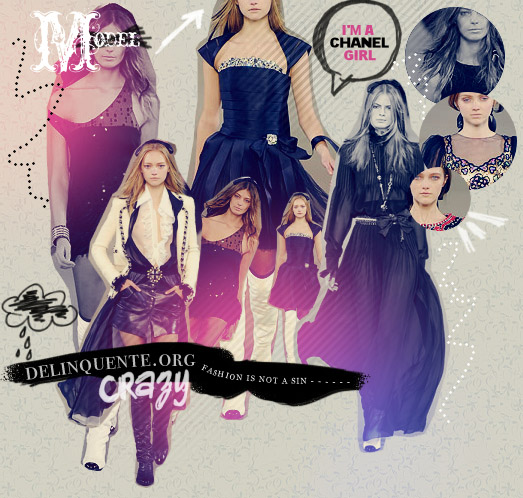 MODEL
I'M A
CHANEL
GIRL
DELINQUENTE.ORG
CRAZY
FASHION IS NOT A SIN - - - - - -